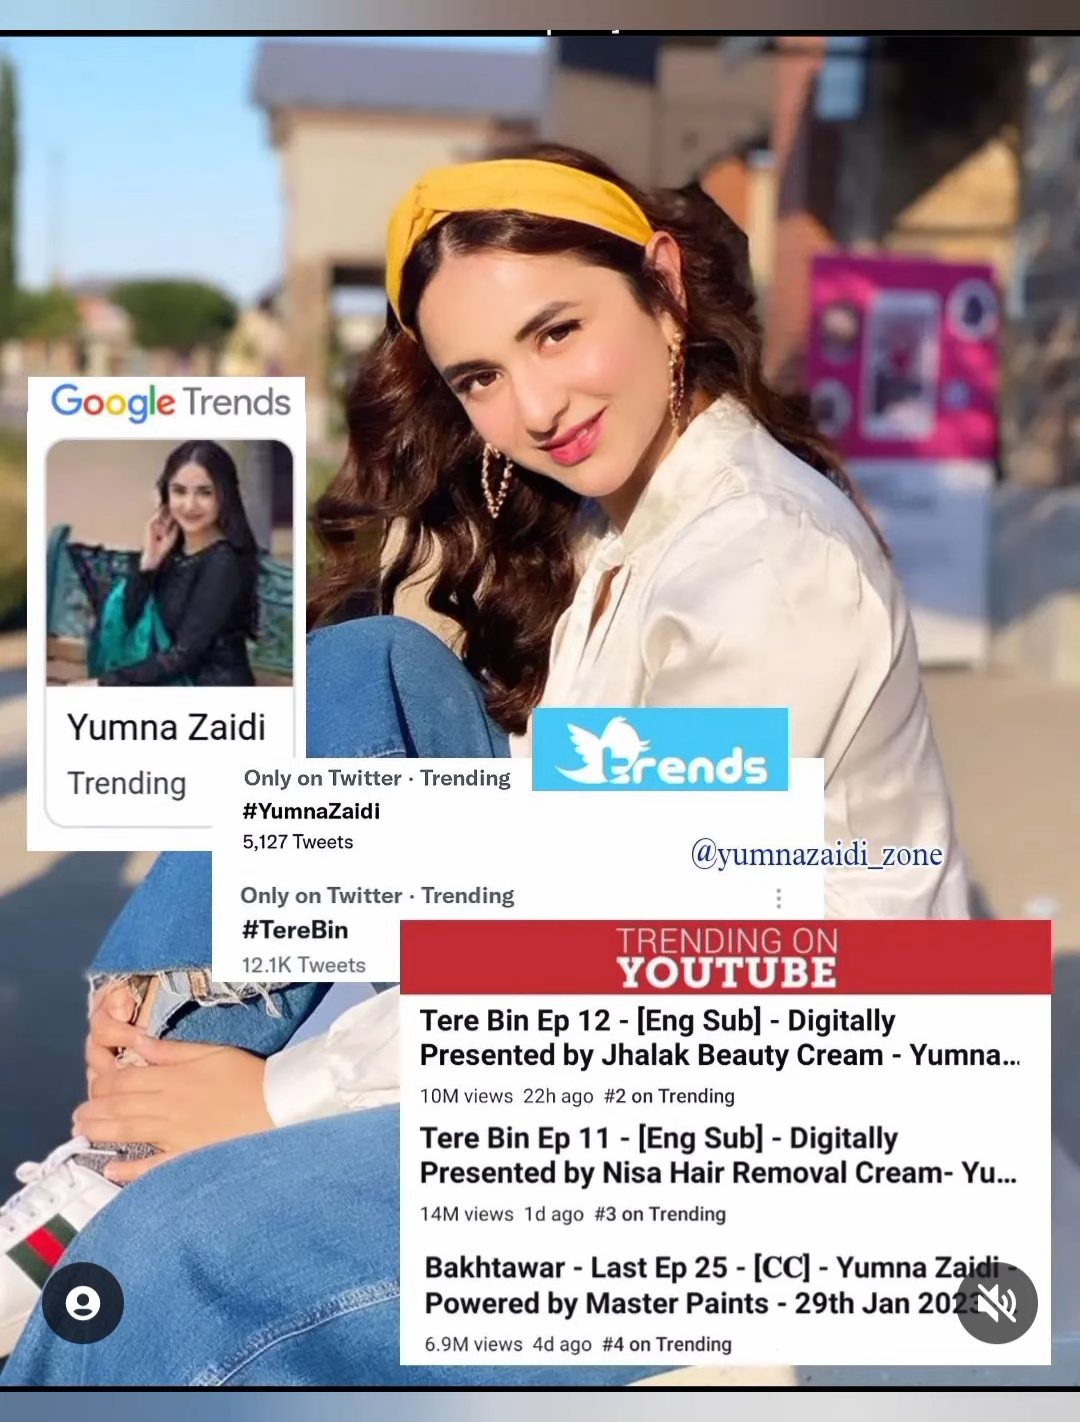 Google Trends
Yumna Zaidi
Trending
Trends
Only on Twitter · Trending
#YumnaZaidi
5,127 Tweets
@yumnazaidi_zone
Only on Twitter · Trending
#TereBin
12.1K Tweets
TRENDING ON
YOUTUBE
Tere Bin Ep 12 - [Eng Sub] - Digitally
Presented by Jhalak Beauty Cream - Yumna...
10M views 22h ago #2 on Trending
Tere Bin Ep 11 - [Eng Sub] - Digitally
Presented by Nisa Hair Removal Cream- Yu...
14M views 1d ago #3 on Trending
Bakhtawar - Last Ep 25 - [CC] - Yumna Zaidi -
Powered by Master Paints - 29th Jan 2023
6.9M views 4d ago #4 on Trending